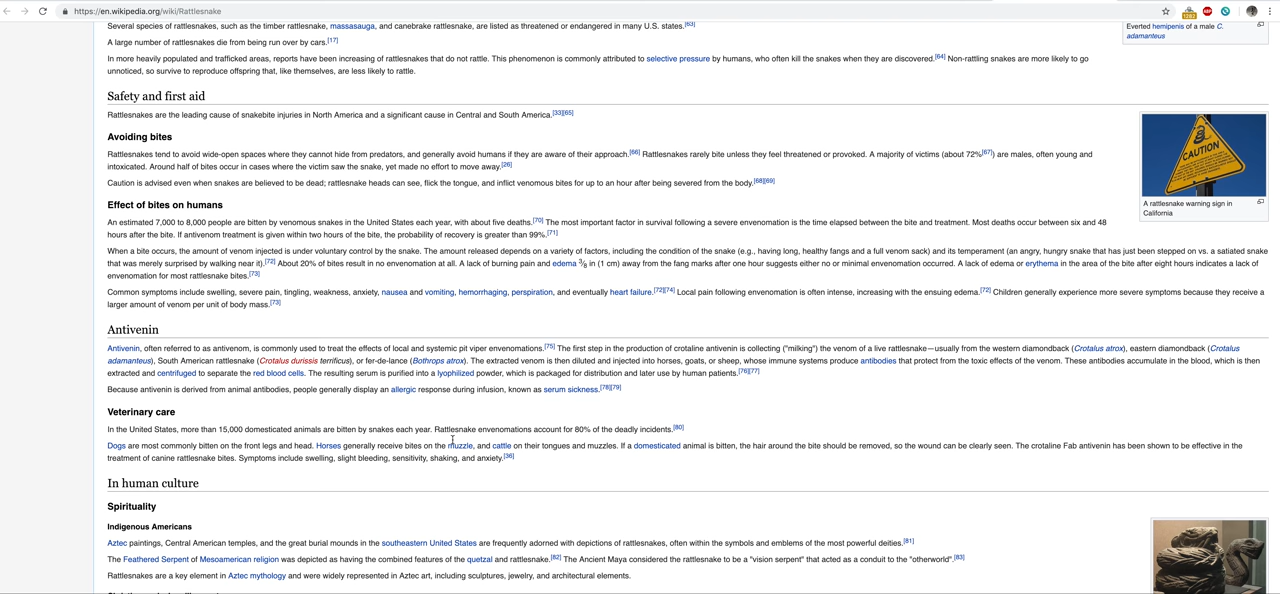 https://en.wikipedia.org/wiki/Rattlesnake
Several species of rattlesnakes, such as the timber rattlesnake, massasauga, and canebrake rattlesnake, are listed as threatened or endangered in many U.S. states.[63]
Everted hemipenis of a male C.
adamanteus
A large number of rattlesnakes die from being run over by cars.[17]
In more heavily populated and trafficked areas, reports have been increasing of rattlesnakes that do not rattle. This phenomenon is commonly attributed to selective pressure by humans, who often kill the snakes when they are discovered.[64] Non-rattling snakes are more likely to go
unnoticed, so survive to reproduce offspring that, like themselves, are less likely to rattle.
Safety and first aid
Rattlesnakes are the leading cause of snakebite injuries in North America and a significant cause in Central and South America.[33][65]
Avoiding bites
Rattlesnakes tend to avoid wide-open spaces where they cannot hide from predators, and generally avoid humans if they are aware of their approach.[66] Rattlesnakes rarely bite unless they feel threatened or provoked. A majority of victims (about 72%[67]) are males, often young and
intoxicated. Around half of bites occur in cases where the victim saw the snake, yet made no effort to move away.[26]
Caution is advised even when snakes are believed to be dead; rattlesnake heads can see, flick the tongue, and inflict venomous bites for up to an hour after being severed from the body.[68][69]
CAUTION
A rattlesnake warning sign in
California
Effect of bites on humans
An estimated 7,000 to 8,000 people are bitten by venomous snakes in the United States each year, with about five deaths.[70] The most important factor in survival following a severe envenomation is the time elapsed between the bite and treatment. Most deaths occur between six and 48
hours after the bite. If antivenom treatment is given within two hours of the bite, the probability of recovery is greater than 99%.[71]
When a bite occurs, the amount of venom injected is under voluntary control by the snake. The amount released depends on a variety of factors, including the condition of the snake (e.g., having long, healthy fangs and a full venom sack) and its temperament (an angry, hungry snake that has just been stepped on vs. a satiated snake
that was merely surprised by walking near it).[72] About 20% of bites result in no envenomation at all. A lack of burning pain and edema 3⁄8 in (1 cm) away from the fang marks after one hour suggests either no or minimal envenomation occurred. A lack of edema or erythema in the area of the bite after eight hours indicates a lack of
envenomation for most rattlesnake bites.[73]
Common symptoms include swelling, severe pain, tingling, weakness, anxiety, nausea and vomiting, hemorrhaging, perspiration, and eventually heart failure.[72][74] Local pain following envenomation is often intense, increasing with the ensuing edema.[72] Children generally experience more severe symptoms because they receive a
larger amount of venom per unit of body mass.[73]
Antivenin
Antivenin, often referred to as antivenom, is commonly used to treat the effects of local and systemic pit viper envenomations.[75] The first step in the production of crotaline antivenin is collecting ("milking") the venom of a live rattlesnake—usually from the western diamondback (Crotalus atrox), eastern diamondback (Crotalus
adamanteus), South American rattlesnake (Crotalus durissis terrificus), or fer-de-lance (Bothrops atrox). The extracted venom is then diluted and injected into horses, goats, or sheep, whose immune systems produce antibodies that protect from the toxic effects of the venom. These antibodies accumulate in the blood, which is then
extracted and centrifuged to separate the red blood cells. The resulting serum is purified into a lyophilized powder, which is packaged for distribution and later use by human patients.[76][77]
Because antivenin is derived from animal antibodies, people generally display an allergic response during infusion, known as serum sickness.[78][79]
Veterinary care
In the United States, more than 15,000 domesticated animals are bitten by snakes each year. Rattlesnake envenomations account for 80% of the deadly incidents.[80]
Dogs are most commonly bitten on the front legs and head. Horses generally receive bites on the muzzle, and cattle on their tongues and muzzles. If a domesticated animal is bitten, the hair around the bite should be removed, so the wound can be clearly seen. The crotaline Fab antivenin has been shown to be effective in the
treatment of canine rattlesnake bites. Symptoms include swelling, slight bleeding, sensitivity, shaking, and anxiety.[36]
In human culture
Spirituality
Indigenous Americans
Aztec paintings, Central American temples, and the great burial mounds in the southeastern United States are frequently adorned with depictions of rattlesnakes, often within the symbols and emblems of the most powerful deities.[81]
The Feathered Serpent of Mesoamerican religion was depicted as having the combined features of the quetzal and rattlesnake.[82] The Ancient Maya considered the rattlesnake to be a "vision serpent" that acted as a conduit to the "otherworld".[83]
Rattlesnakes are a key element in Aztec mythology and were widely represented in Aztec art, including sculptures, jewelry, and architectural elements.